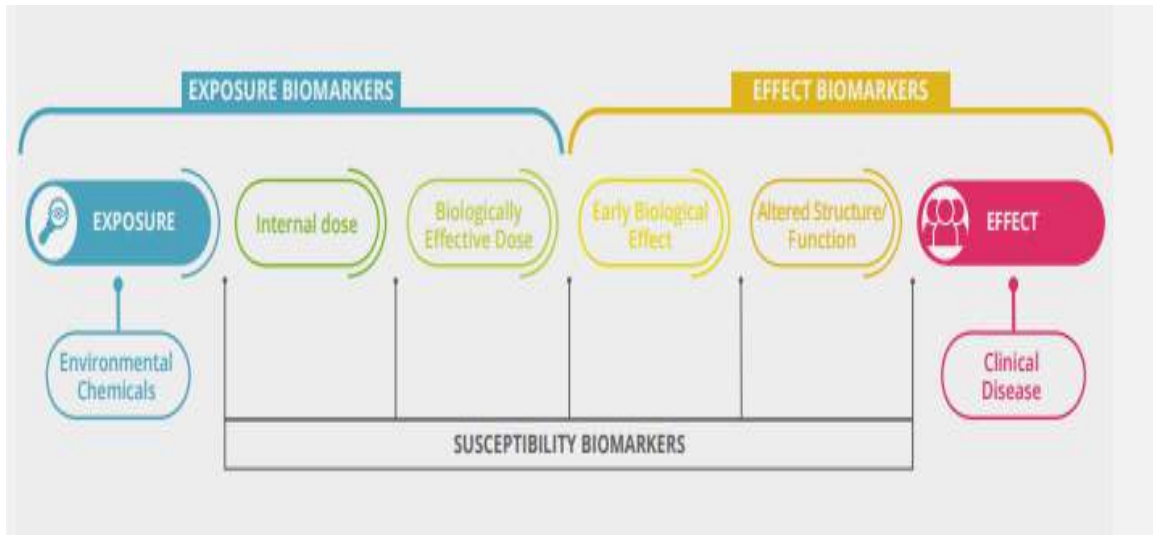 EXPOSURE BIOMARKERS
EFFECT BIOMARKERS
EXPOSURE
Internal dose
Biologically
Effective Dose
Early Biological
Effect
Altered Structure/
Function
EFFECT
Environmental
Chemicals
Clinical
Disease
SUSCEPTIBILITY BIOMARKERS